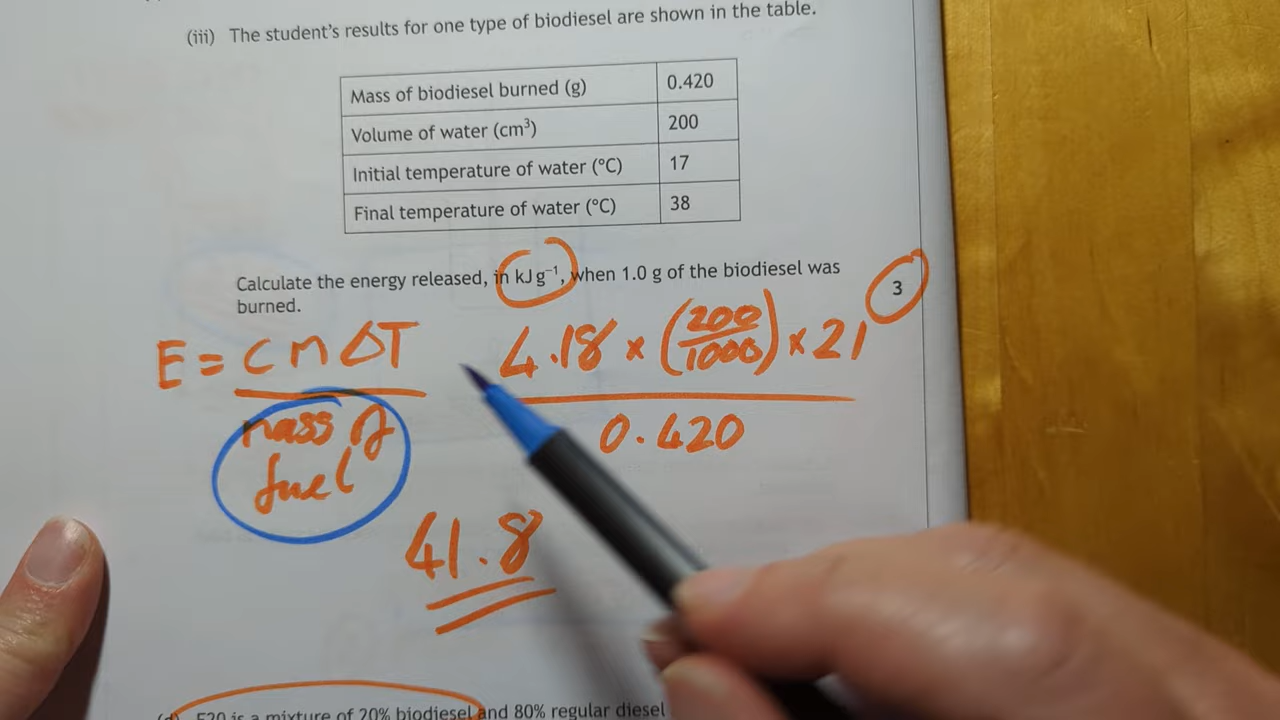 (iii) The student's results for one type of biodiesel are shown in the table.
Mass of biodiesel burned (g) 0.420
Volume of water (cm³) 200
Initial temperature of water (°C) 17
Final temperature of water (°C) 38
Calculate the energy released, in kJ g⁻¹, when 1.0 g of the biodiesel was
burned.
3
E = cmΔT
mass of
fuel
4.18 × (200/1000) × 21
0.420
41.8
(d) E20 is a mixture of 20% biodiesel and 80% regular diesel